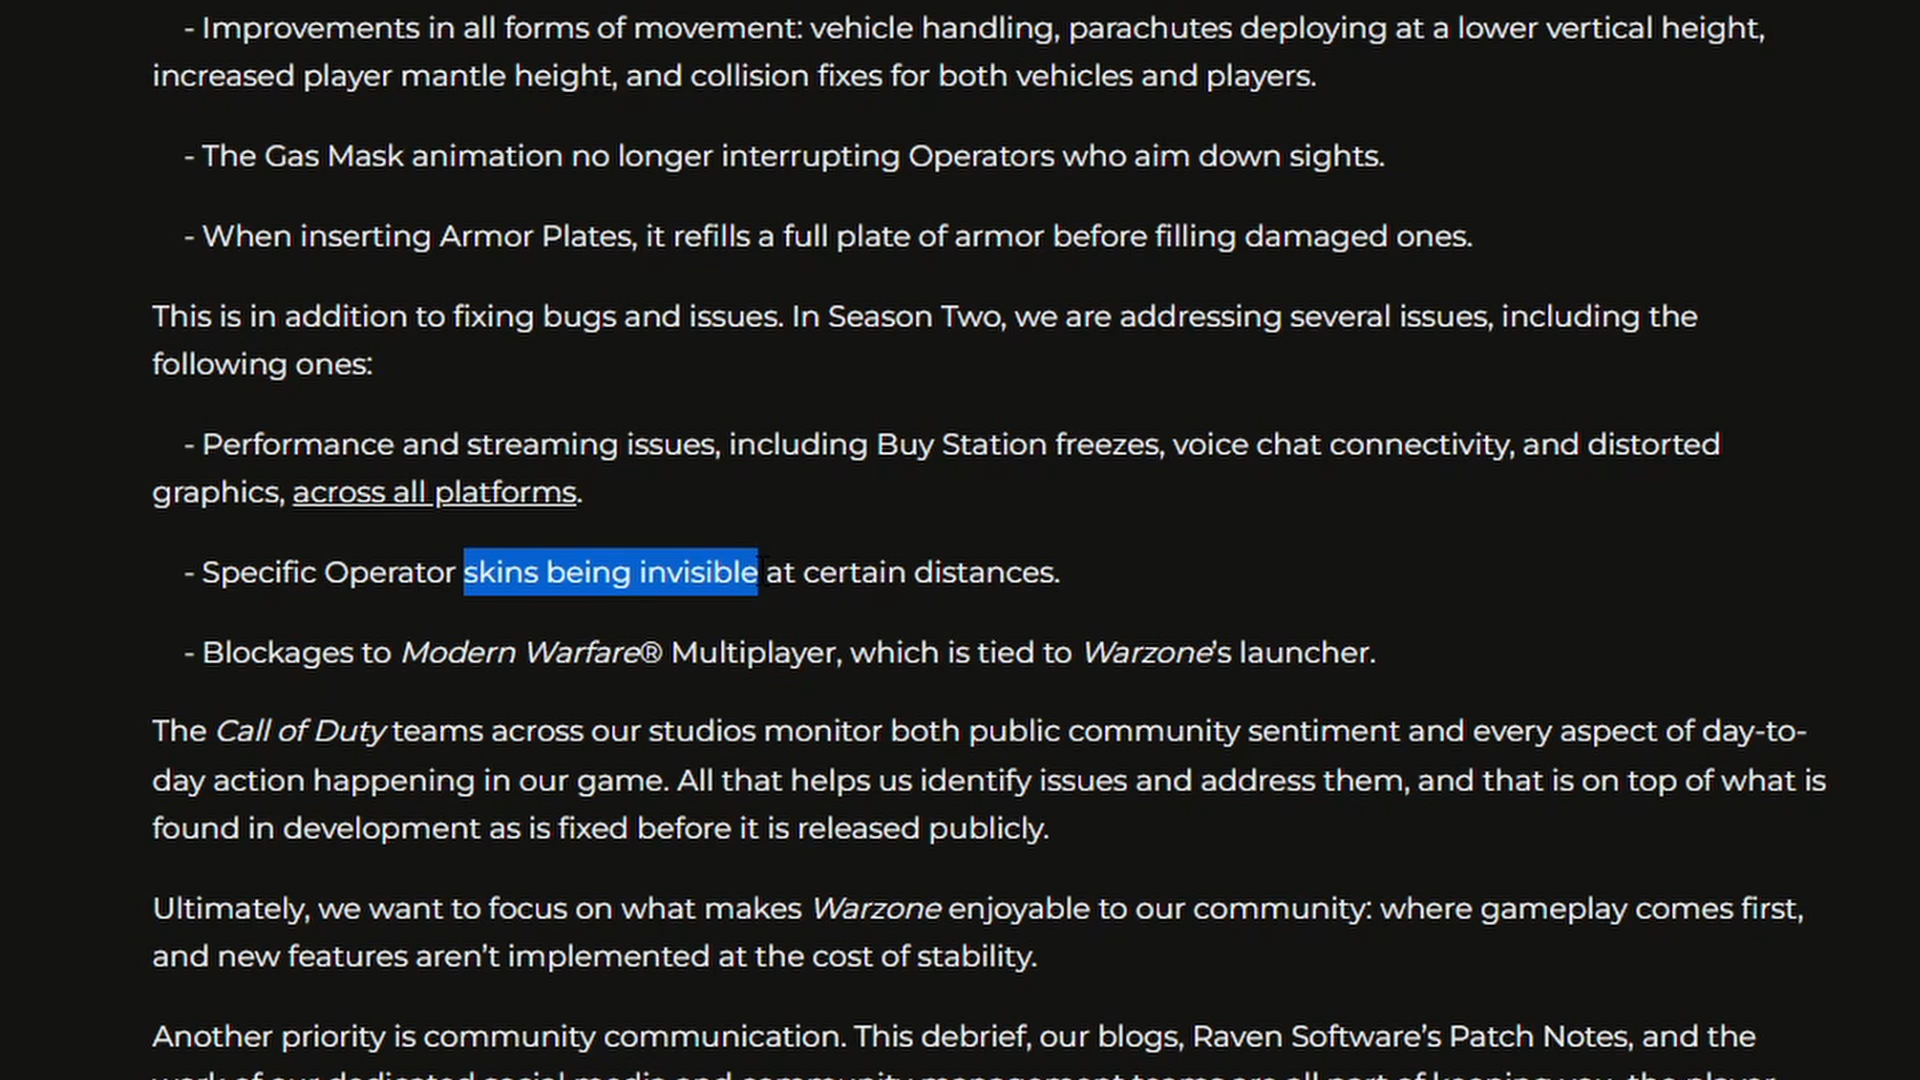 - Improvements in all forms of movement: vehicle handling, parachutes deploying at a lower vertical height,
increased player mantle height, and collision fixes for both vehicles and players.
- The Gas Mask animation no longer interrupting Operators who aim down sights.
- When inserting Armor Plates, it refills a full plate of armor before filling damaged ones.
This is in addition to fixing bugs and issues. In Season Two, we are addressing several issues, including the
following ones:
- Performance and streaming issues, including Buy Station freezes, voice chat connectivity, and distorted
graphics, across all platforms.
- Specific Operator skins being invisible at certain distances.
- Blockages to Modern Warfare® Multiplayer, which is tied to Warzone’s launcher.
The Call of Duty teams across our studios monitor both public community sentiment and every aspect of day-to-
day action happening in our game. All that helps us identify issues and address them, and that is on top of what is
found in development as is fixed before it is released publicly.
Ultimately, we want to focus on what makes Warzone enjoyable to our community: where gameplay comes first,
and new features aren’t implemented at the cost of stability.
Another priority is community communication. This debrief, our blogs, Raven Software’s Patch Notes, and the